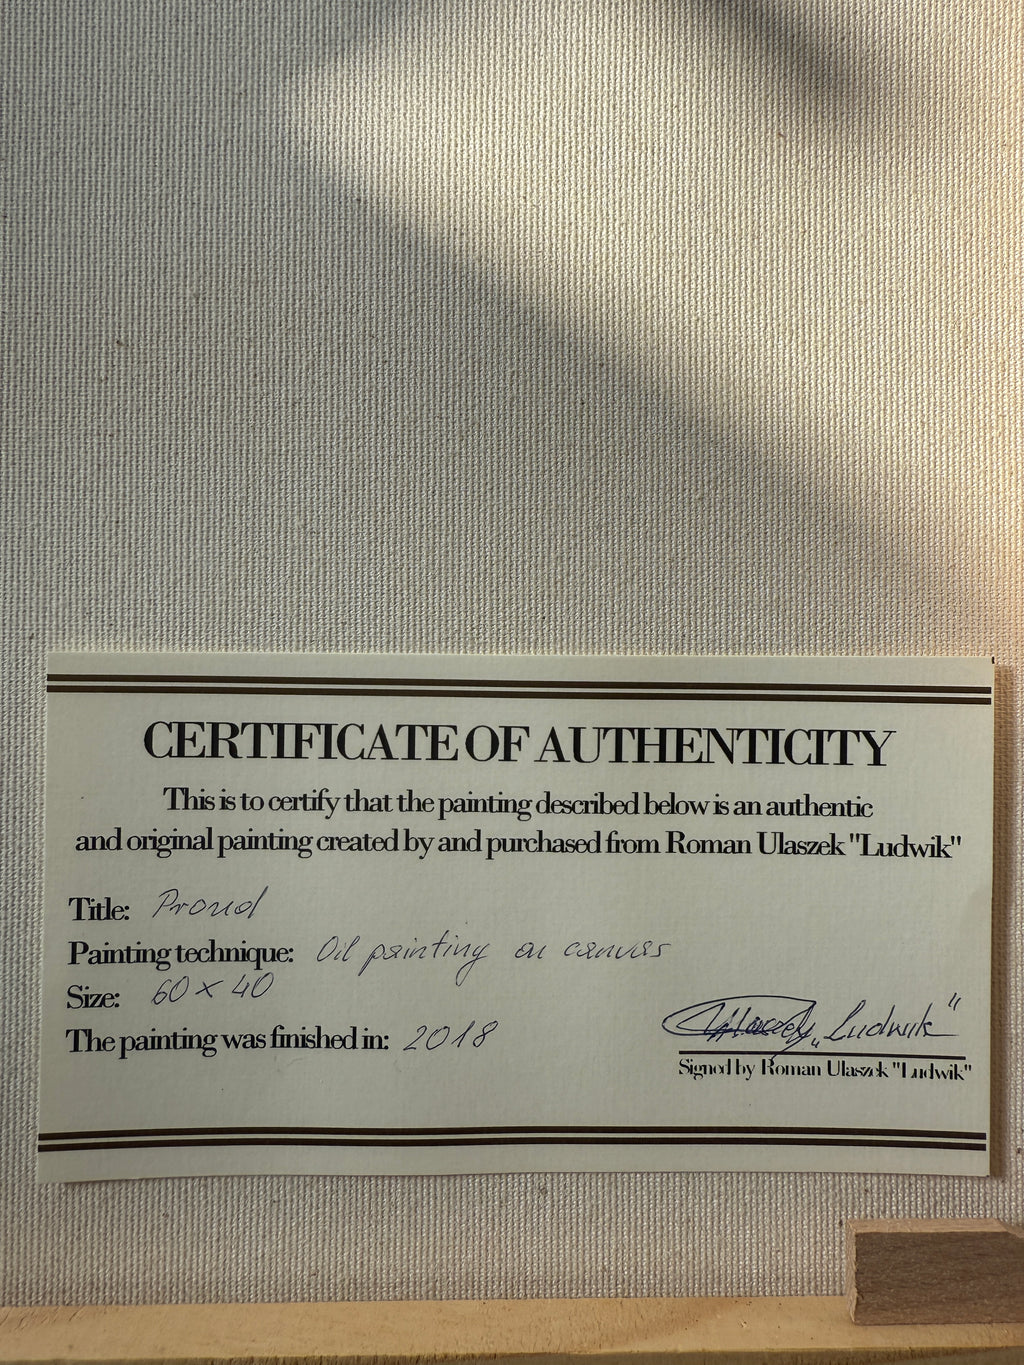 CERTIFICATE OF AUTHENTICITY
This is to certify that the painting described below is an authentic
and original painting created by and purchased from Roman Ulaszek "Ludwik"
Title: Proud
Painting technique: Oil painting on canvas
Size: 60 x 40
The painting was finished in: 2018
Ulaszek „Ludwik"
Signed by Roman Ulaszek "Ludwik"